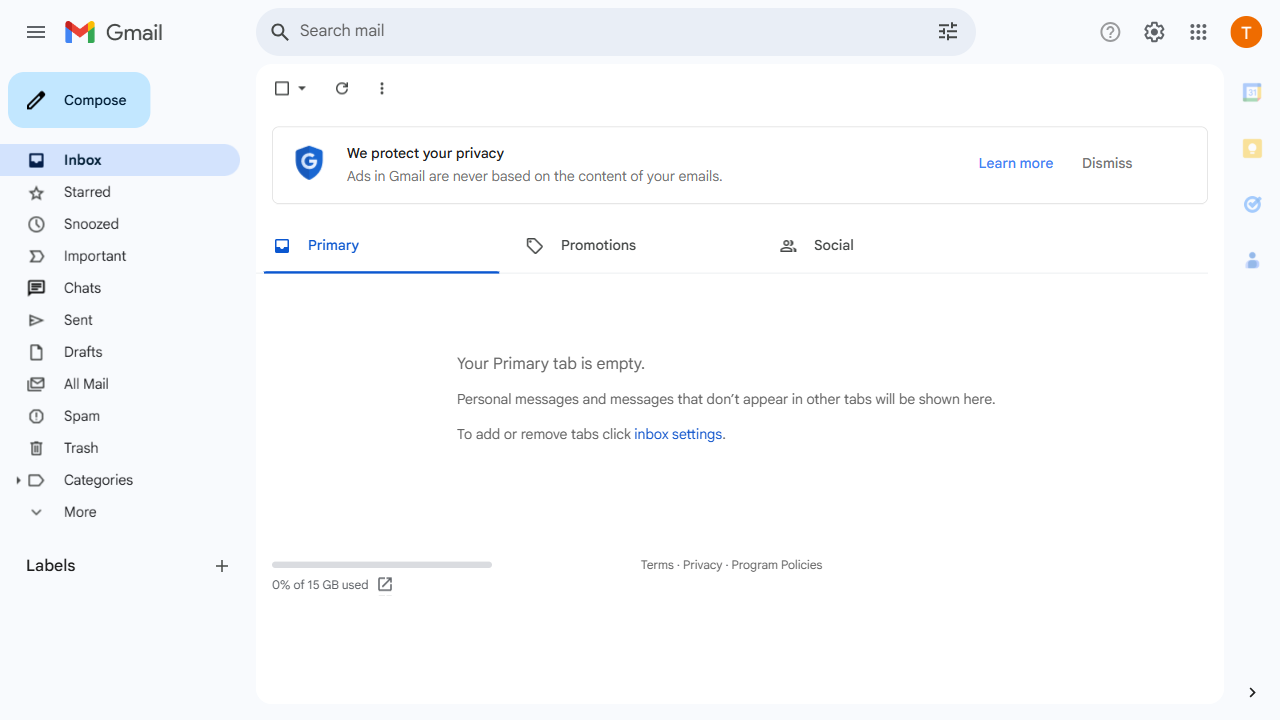 Gmail
Search mail
T
Compose
Inbox
Starred
Snoozed
Important
Chats
Sent
Drafts
All Mail
Spam
Trash
Categories
More
Labels
We protect your privacy
Ads in Gmail are never based on the content of your emails.
Learn more
Dismiss
Primary
Promotions
Social
Your Primary tab is empty.
Personal messages and messages that don’t appear in other tabs will be shown here.
To add or remove tabs click inbox settings.
0% of 15 GB used
Terms · Privacy · Program Policies
31